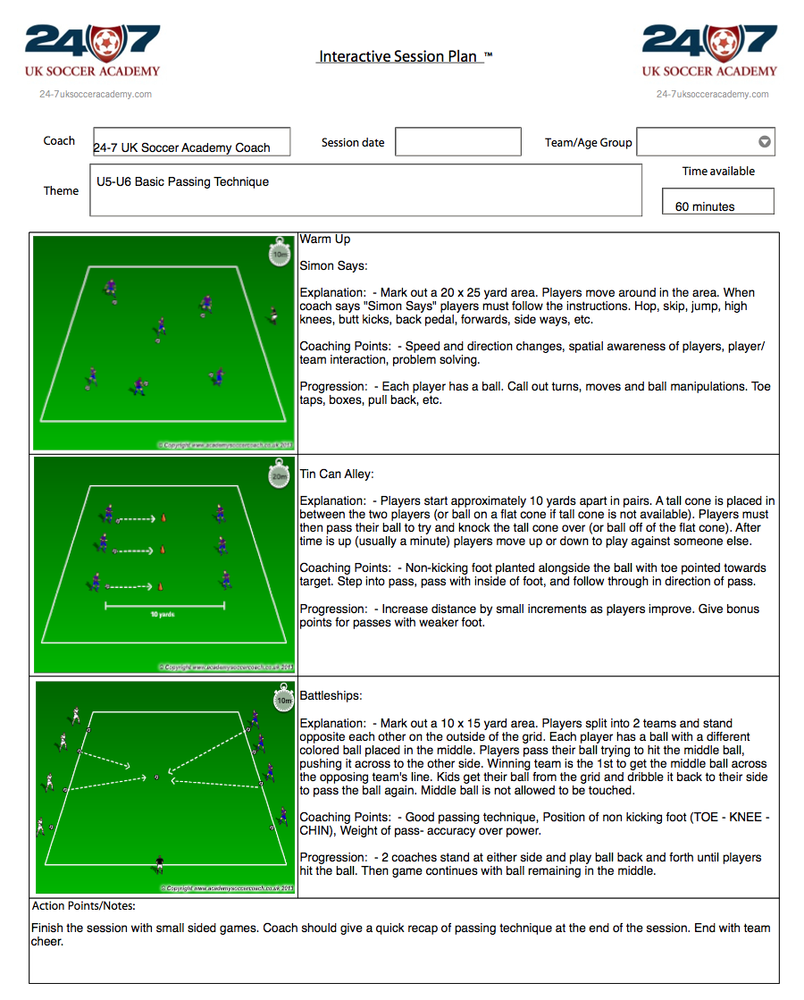 24 7
UK SOCCER ACADEMY
24-7uksocceracademy.com
Interactive Session Plan ™
24 7
UK SOCCER ACADEMY
24-7uksocceracademy.com
Coach
24-7 UK Soccer Academy Coach
Session date
Team/Age Group
Theme
U5-U6 Basic Passing Technique
Time available
60 minutes
10m
© Copyright www.academysoccercoach.co.uk 2013
Warm Up
Simon Says:
Explanation:  - Mark out a 20 x 25 yard area. Players move around in the area. When
coach says "Simon Says" players must follow the instructions. Hop, skip, jump, high
knees, butt kicks, back pedal, forwards, side ways, etc.
Coaching Points:  - Speed and direction changes, spatial awareness of players, player/
team interaction, problem solving.
Progression:  - Each player has a ball. Call out turns, moves and ball manipulations. Toe
taps, boxes, pull back, etc.
20m
10 yards
© Copyright www.academysoccercoach.co.uk 2013
Tin Can Alley:
Explanation:  - Players start approximately 10 yards apart in pairs. A tall cone is placed in
between the two players (or ball on a flat cone if tall cone is not available). Players must
then pass their ball to try and knock the tall cone over (or ball off of the flat cone). After
time is up (usually a minute) players move up or down to play against someone else.
Coaching Points:  - Non-kicking foot planted alongside the ball with toe pointed towards
target. Step into pass, pass with inside of foot, and follow through in direction of pass.
Progression:  - Increase distance by small increments as players improve. Give bonus
points for passes with weaker foot.
10m
© Copyright www.academysoccercoach.co.uk 2013
Battleships:
Explanation:  - Mark out a 10 x 15 yard area. Players split into 2 teams and stand
opposite each other on the outside of the grid. Each player has a ball with a different
colored ball placed in the middle. Players pass their ball trying to hit the middle ball,
pushing it across to the other side. Winning team is the 1st to get the middle ball across
the opposing team's line. Kids get their ball from the grid and dribble it back to their side
to pass the ball again. Middle ball is not allowed to be touched.
Coaching Points:  - Good passing technique, Position of non kicking foot (TOE - KNEE -
CHIN), Weight of pass- accuracy over power.
Progression:  - 2 coaches stand at either side and play ball back and forth until players
hit the ball. Then game continues with ball remaining in the middle.
Action Points/Notes:
Finish the session with small sided games. Coach should give a quick recap of passing technique at the end of the session. End with team
cheer.